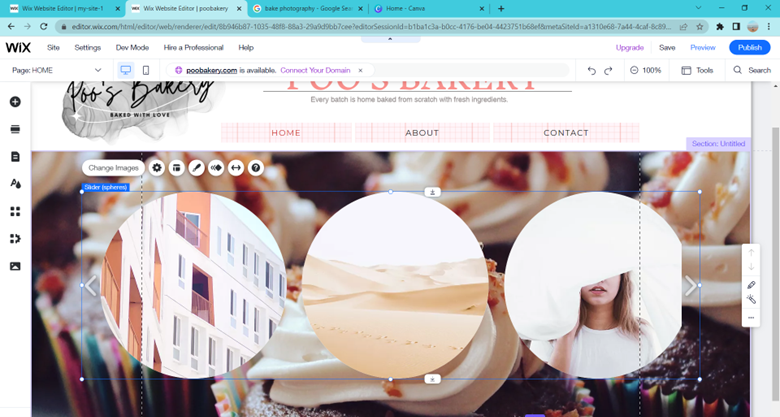 Wix Website Editor | my-site-1
Wix Website Editor | poobakery
bake photography - Google Sea
Home - Canva
editor.wix.com/html/editor/web/renderer/edit/8b946b87-1035-48f8-88a3-29a9d9bb7cee?editorSessionId=b1ba1c3a-b0cc-4176-be04-4423751b68ef&metaSiteId=a1310e68-7a44-4caf-8c89...
WiX
Site
Settings
Dev Mode
Hire a Professional
Help
Upgrade
Save
Preview
Publish
Page: HOME
poobakery.com is available. Connect Your Domain
100%
Tools
Search
Poo's Bakery
BAKED WITH LOVE
POO'S BAKERY
Every batch is home baked from scratch with fresh ingredients.
HOME
ABOUT
CONTACT
Section: Untitled
Change Images
Slider (spheres)